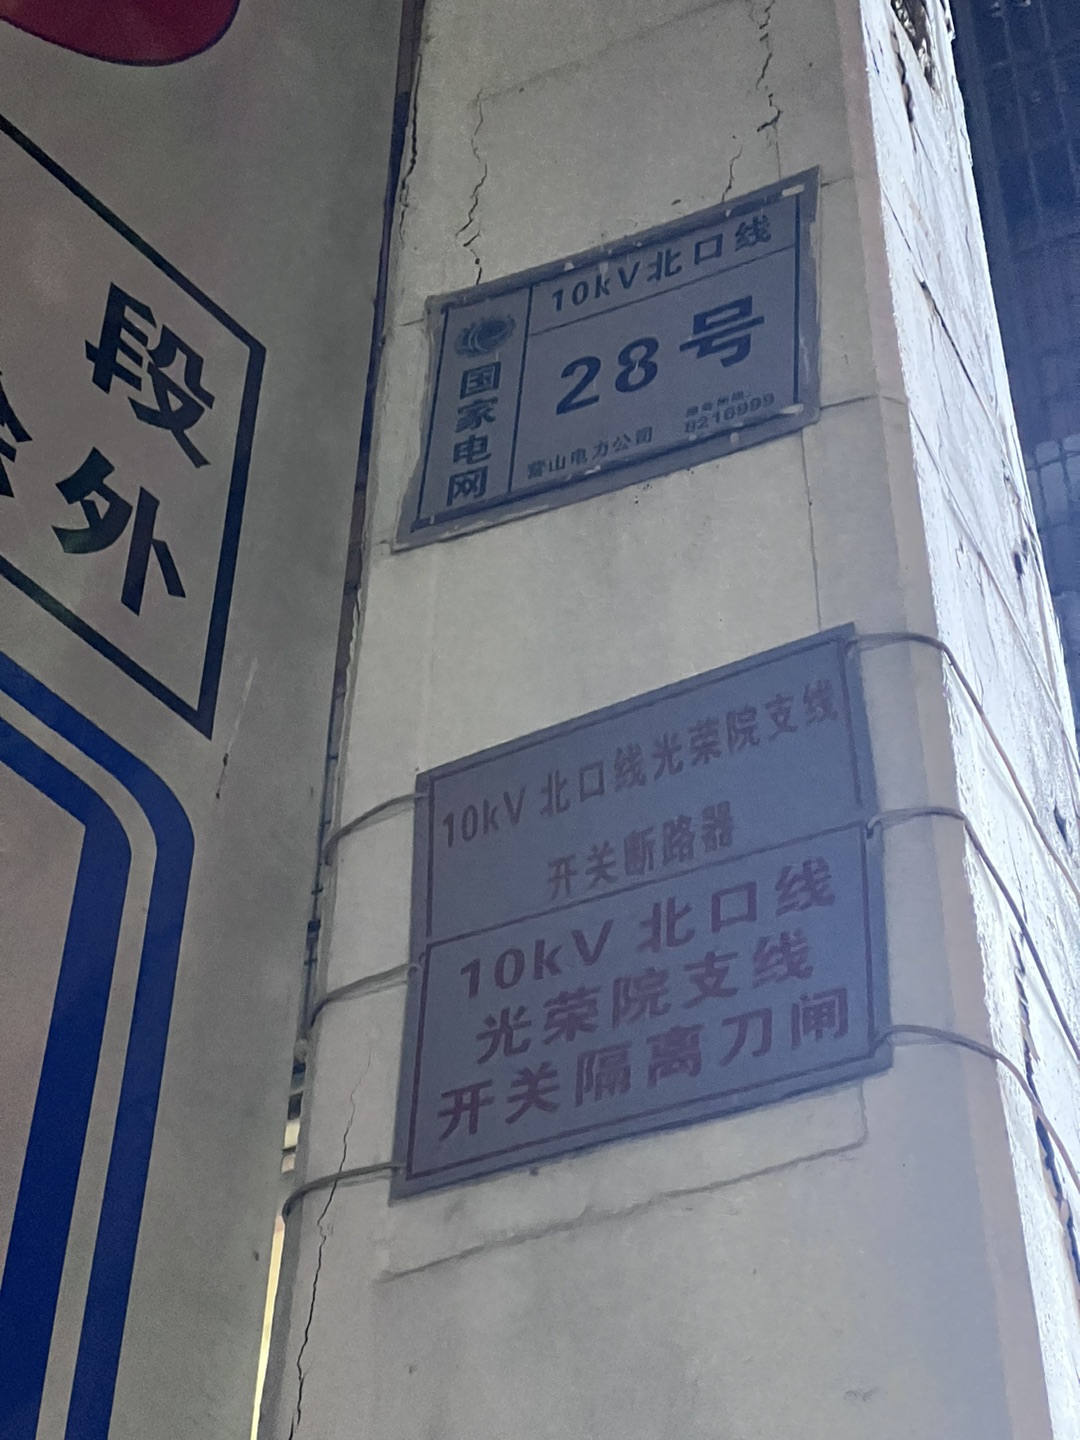 段
外
国家电网
10kV北口线
28号
营山电力公司
8216999
10kV 北口线光荣院支线
开关断路器
10kV 北口线
光荣院支线
开关隔离刀闸